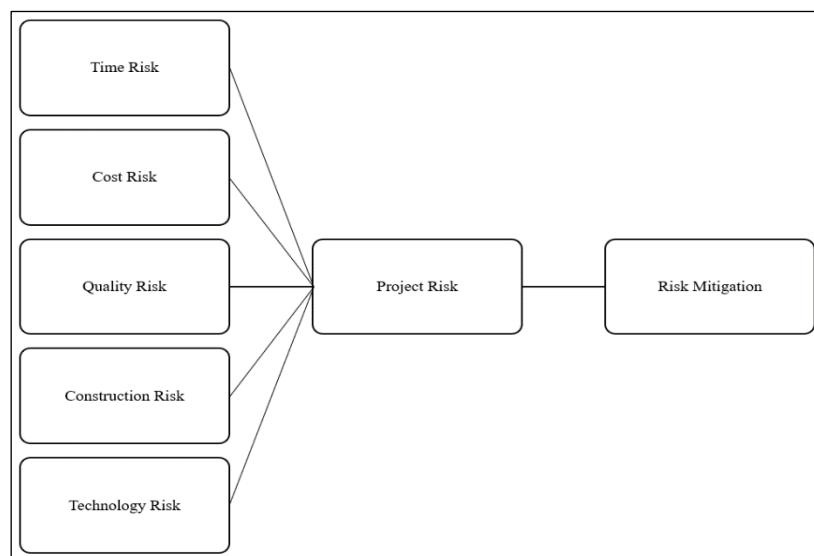 Time Risk
Cost Risk
Quality Risk
Project Risk
Risk Mitigation
Construction Risk
Technology Risk